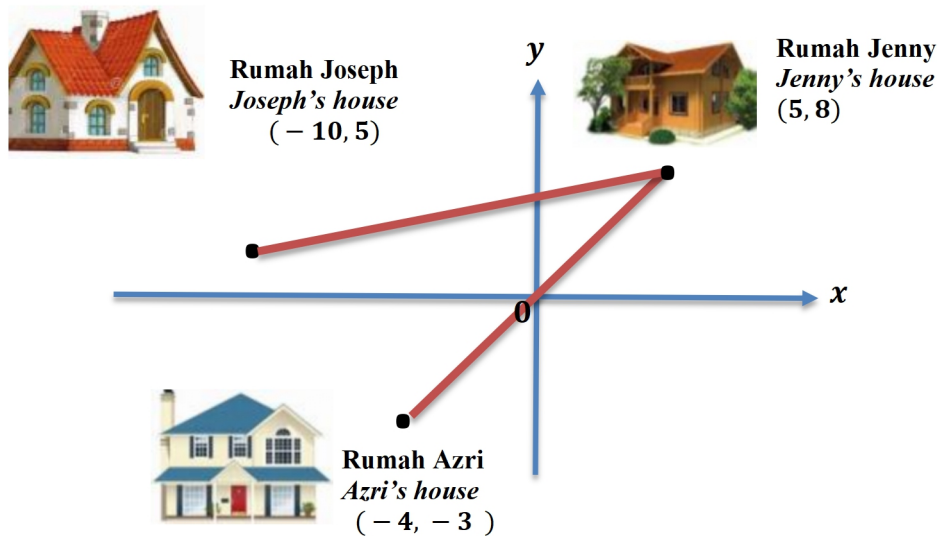 Rumah Joseph
Joseph's house
(− 10, 5)
y
Rumah Jenny
Jenny's house
(5, 8)
x
0
Rumah Azri
Azri's house
(− 4, − 3 )